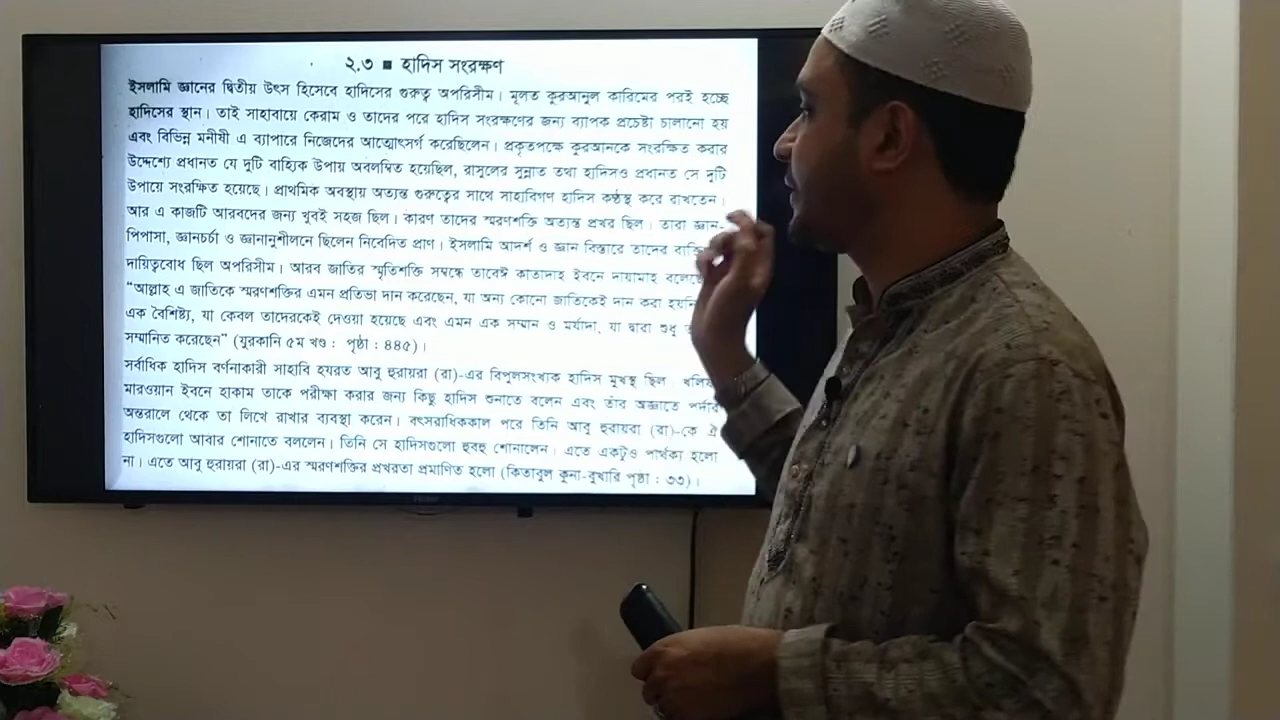 ২.৩ ■ হাদিস সংরক্ষণ
ইসলামি জ্ঞানের দ্বিতীয় উৎস হিসেবে হাদিসের গুরুত্ব অপরিসীম। মূলত কুরআনুল কারিমের পরই হচ্ছে
হাদিসের স্থান। তাই সাহাবায়ে কেরাম ও তাদের পরে হাদিস সংরক্ষণের জন্য ব্যাপক প্রচেষ্টা চালানো হয়
এবং বিভিন্ন মনীষী এ ব্যাপারে নিজেদের আত্মোৎসর্গ করেছিলেন। প্রকৃতপক্ষে কুরআনকে সংরক্ষিত করার
উদ্দেশ্যে প্রধানত যে দুটি বাহ্যিক উপায় অবলম্বিত হয়েছিল, রাসুলের সুন্নাত তথা হাদিসও প্রধানত সে দুটি
উপায়ে সংরক্ষিত হয়েছে। প্রাথমিক অবস্থায় অত্যন্ত গুরুত্বের সাথে সাহাবিগণ হাদিস কণ্ঠস্থ করে রাখতেন।
আর এ কাজটি আরবদের জন্য খুবই সহজ ছিল। কারণ তাদের স্মরণশক্তি অত্যন্ত প্রখর ছিল। তারা জ্ঞান-
পিপাসা, জ্ঞানচর্চা ও জ্ঞানানুশীলনে ছিলেন নিবেদিত প্রাণ। ইসলামি আদর্শ ও জ্ঞান বিস্তারে তাদের
দায়িত্ববোধ ছিল অপরিসীম। আরব জাতির স্মৃতিশক্তি সম্বন্ধে তাবেঈ কাতাদাহ ইবনে দায়ামাহ
“আল্লাহ এ জাতিকে স্মরণশক্তির এমন প্রতিভা দান করেছেন, যা অন্য কোনো জাতিকেই দান করা
এক বৈশিষ্ট্য, যা কেবল তাদেরকেই দেওয়া হয়েছে এবং এমন এক সম্মান ও মর্যাদা, যা দ্বারা শুধু
সম্মানিত করেছেন” (যুরকানি ৫ম খণ্ড : পৃষ্ঠা : ৪৪৫)।
সর্বাধিক হাদিস বর্ণনাকারী সাহাবি হযরত আবু হুরায়রা (রা)-এর বিপুলসংখ্যক হাদিস মুখস্থ ছিল।
মারওয়ান ইবনে হাকাম তাকে পরীক্ষা করার জন্য কিছু হাদিস শুনাতে বলেন এবং তাঁর অজ্ঞাতে পর্দার
অন্তরালে থেকে তা লিখে রাখার ব্যবস্থা করেন। বৎসরাধিককাল পরে তিনি আবু হুরায়রা (রা)-কে ঐ
হাদিসগুলো আবার শোনাতে বললেন। তিনি সে হাদিসগুলো হুবহু শোনালেন। এতে একটুও পার্থক্য হলো
না। এতে আবু হুরায়রা (রা)-এর স্মরণশক্তির প্রখরতা প্রমাণিত হলো (কিতাবুল কুনা-বুখারি পৃষ্ঠা : ৩৩)।